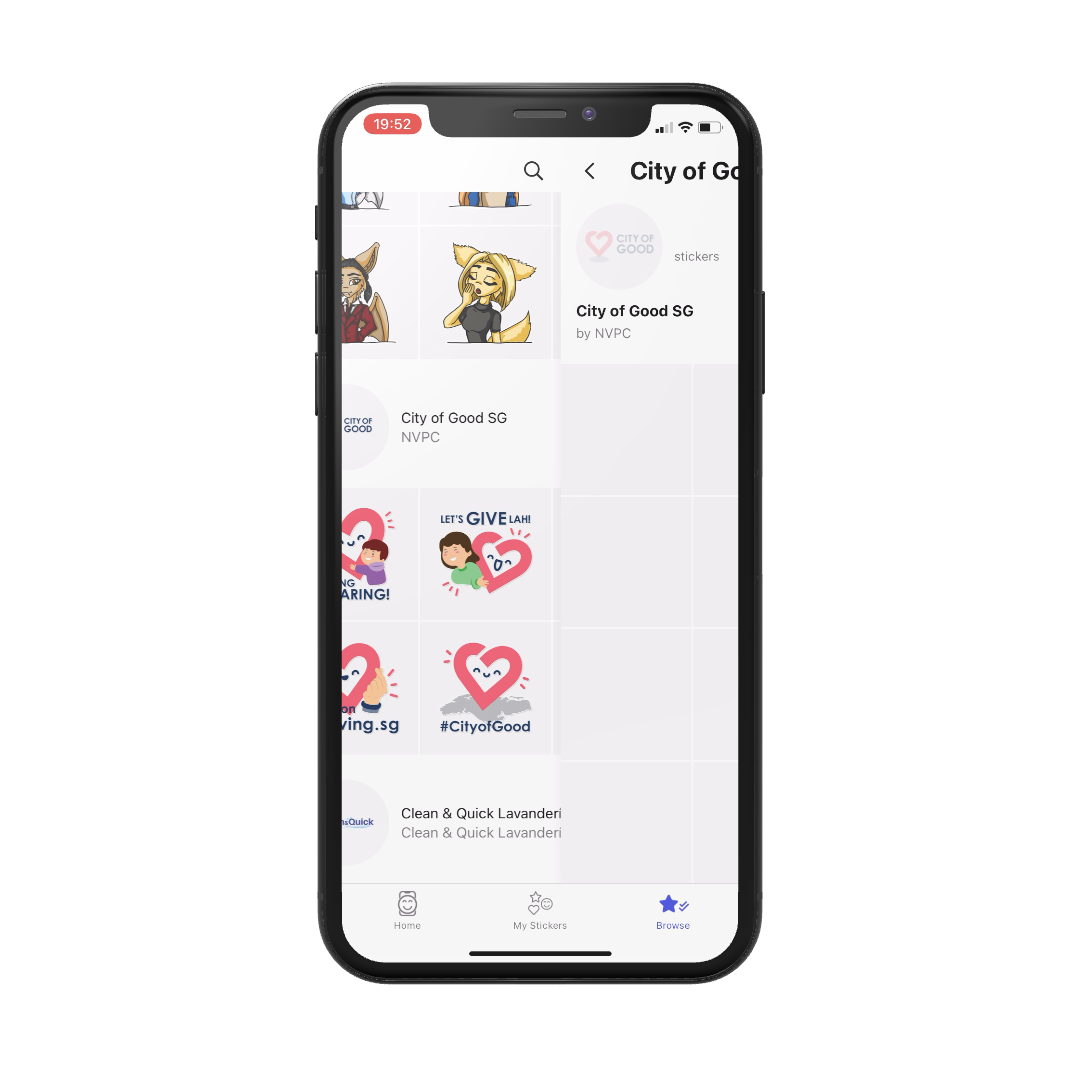 19:52
City of Go
CITY OF
GOOD
stickers
City of Good SG
by NVPC
CITY OF
GOOD
City of Good SG
NVPC
NG
ARING!
LET'S GIVE LAH!
on
ving.sg
#CityofGood
Quick
Clean & Quick Lavanderí
Clean & Quick Lavanderí
Home
My Stickers
Browse